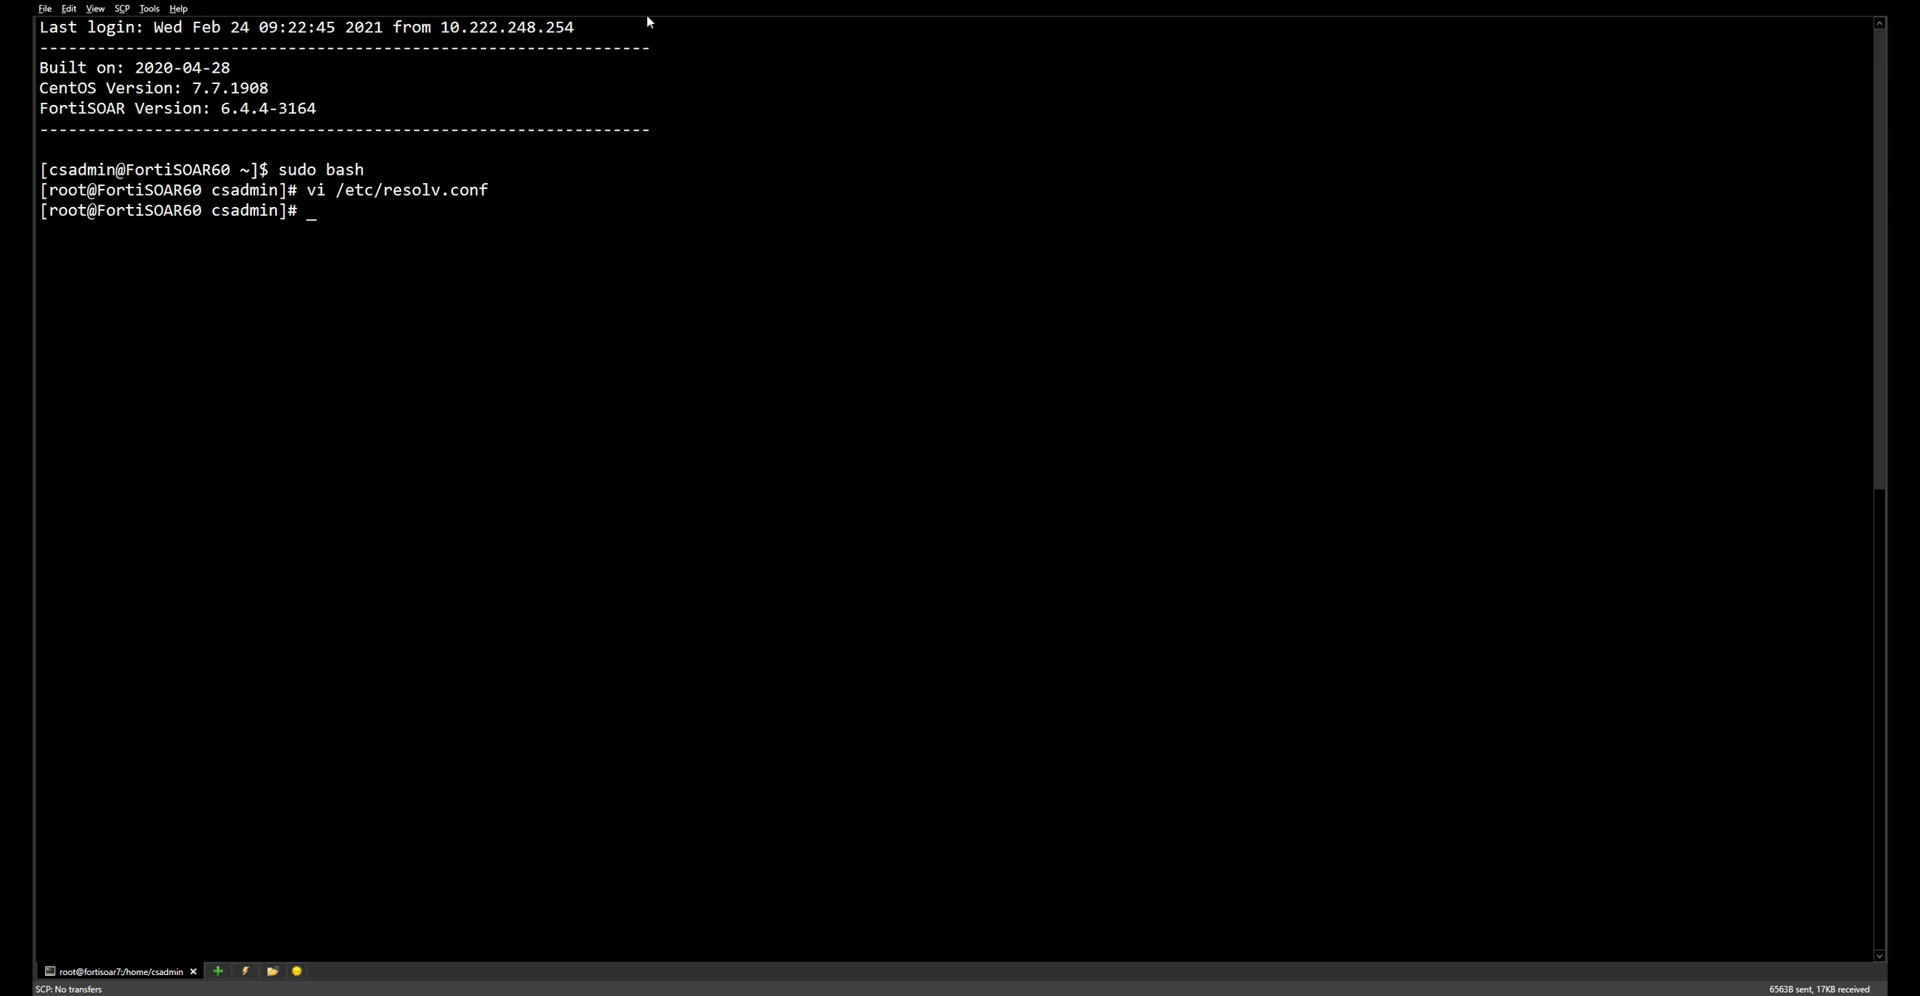 File Edit View SCP Tools Help
Last login: Wed Feb 24 09:22:45 2021 from 10.222.248.254
----------------------------------------------------------------
Built on: 2020-04-28
CentOS Version: 7.7.1908
FortiSOAR Version: 6.4.4-3164
----------------------------------------------------------------
[csadmin@FortiSOAR60 ~]$ sudo bash
[root@FortiSOAR60 csadmin]# vi /etc/resolv.conf
[root@FortiSOAR60 csadmin]# _
root@fortisoar7:/home/csadmin
SCP: No transfers
6563B sent, 17KB received